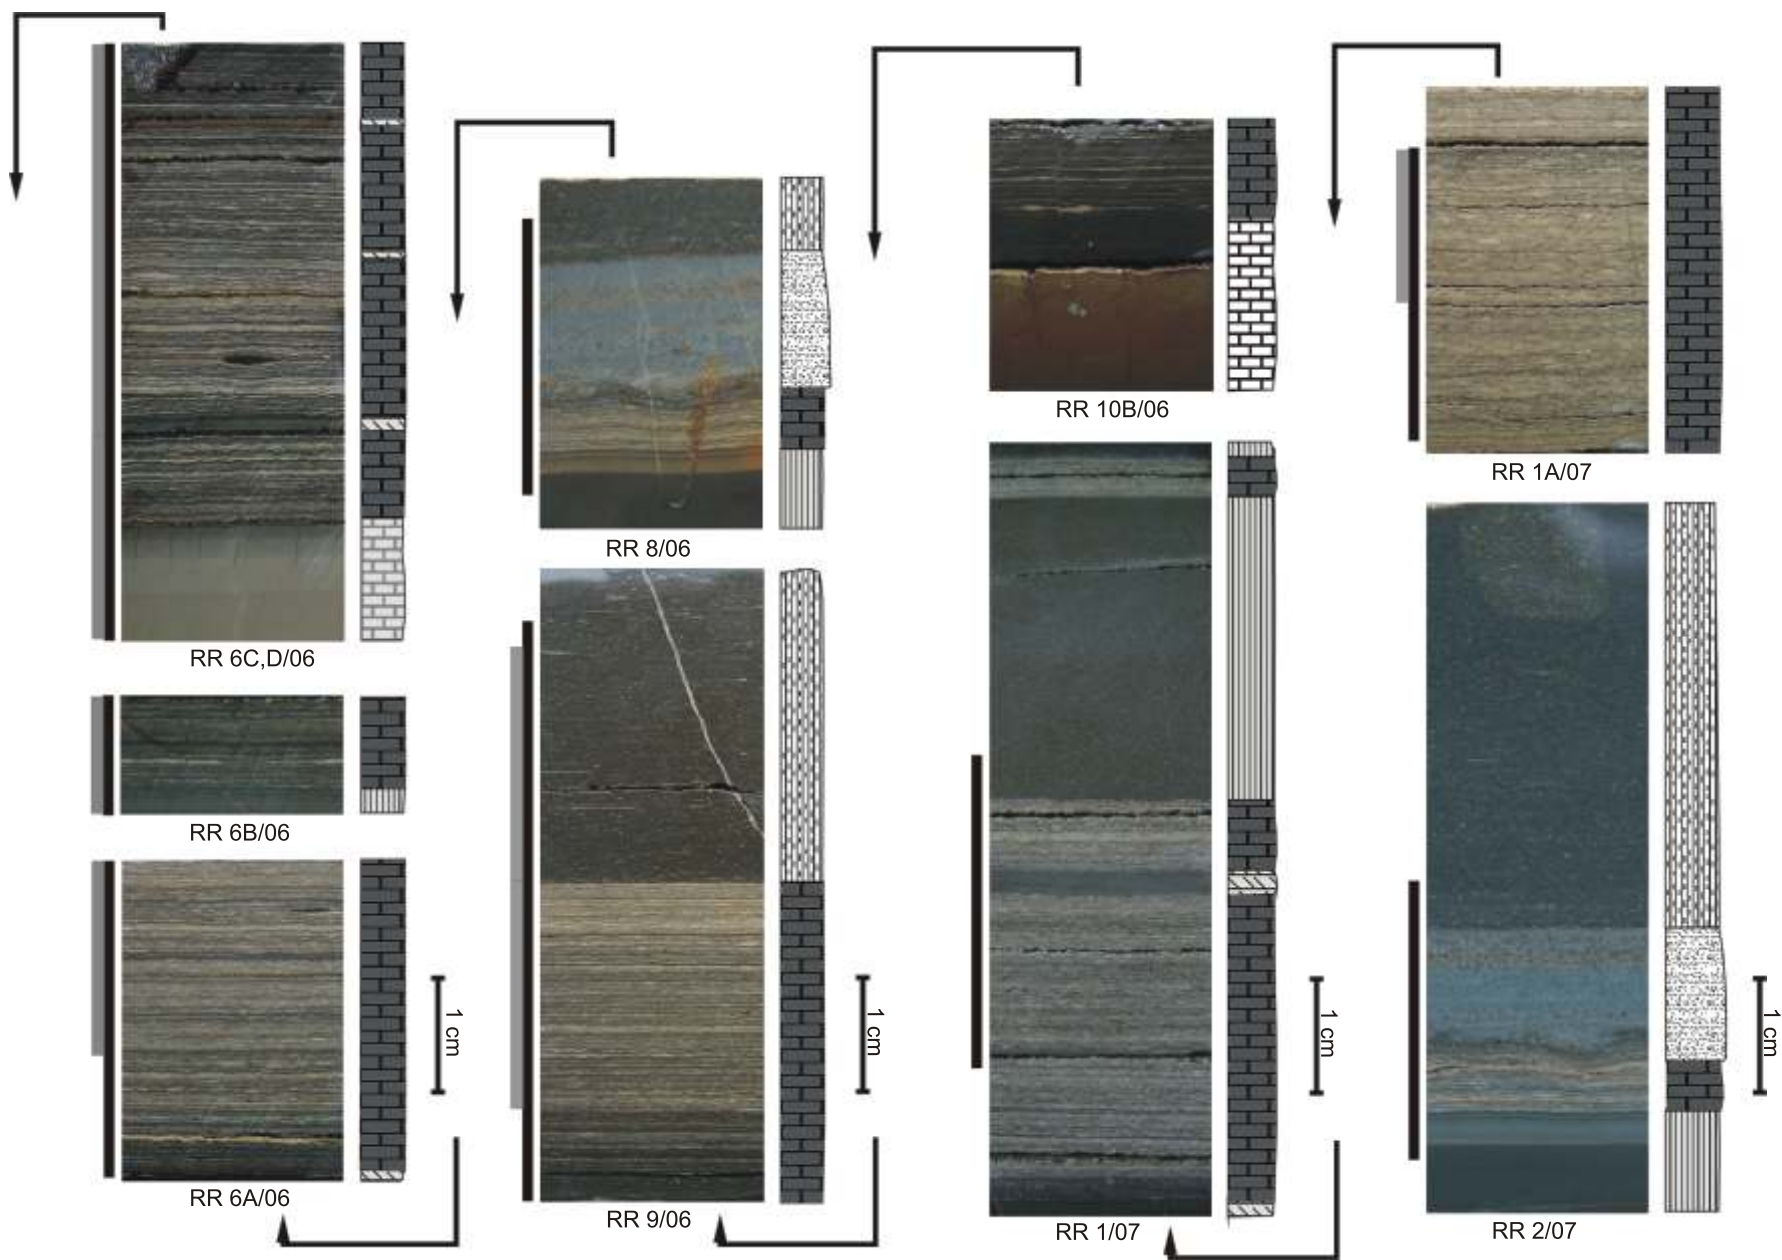 RR 6C,D/06
RR 6B/06
RR 6A/06
1 cm
RR 8/06
RR 9/06
1 cm
RR 10B/06
RR 1/07
1 cm
RR 1A/07
RR 2/07
1 cm